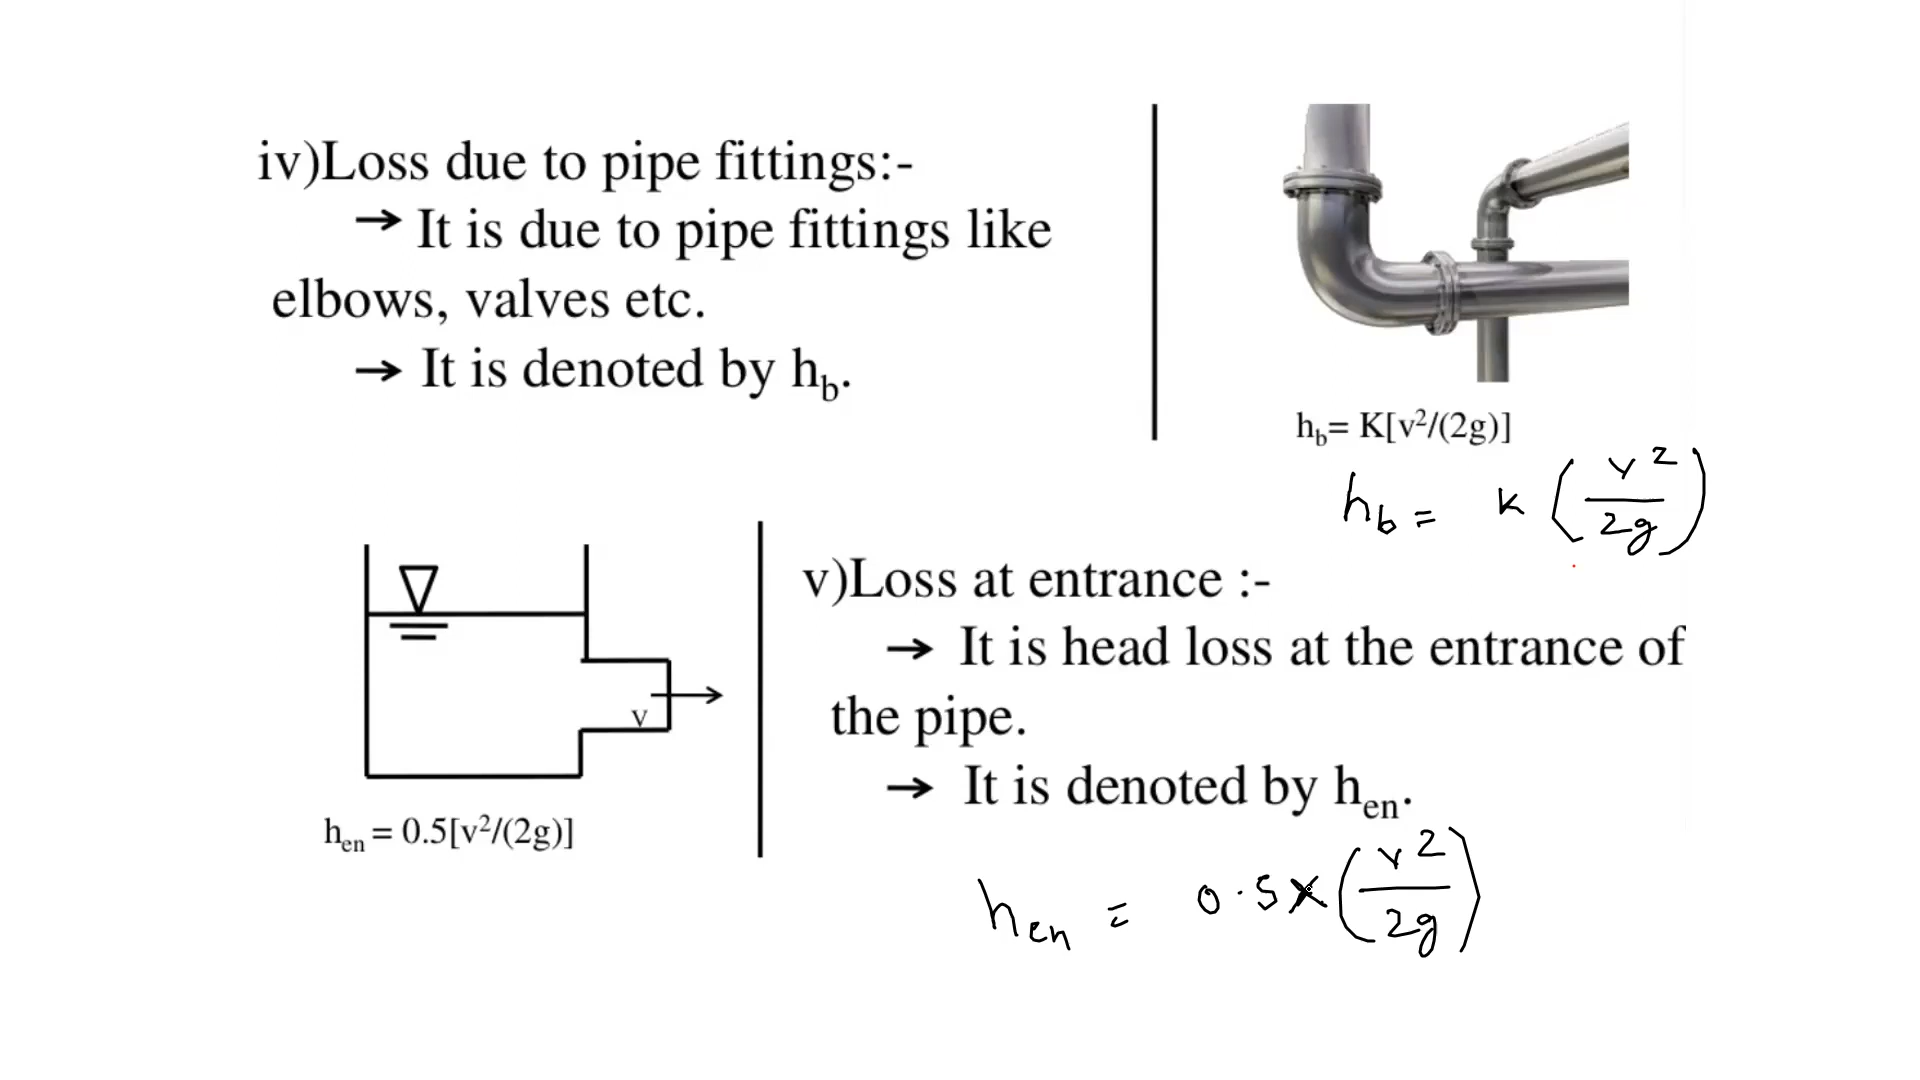 iv)Loss due to pipe fittings:-
→ It is due to pipe fittings like
elbows, valves etc.
→ It is denoted by h_b.
h_b= K[v²/(2g)]
h_b = K (v²/2g)
v)Loss at entrance :-
→ It is head loss at the entrance of
the pipe.
→ It is denoted by h_en.
v
h_en = 0.5[v²/(2g)]
h_en = 0.5 × (v²/2g)